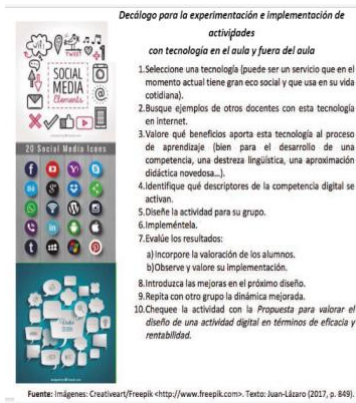 Decálogo para la experimentación e implementación de
actividades
con tecnología en el aula y fuera del aula
WiFi
TWEET
+1
SOCIAL
MEDIA
Elements
20 Social Media Icons
1.Seleccione una tecnología (puede ser un servicio que en el
momento actual tiene gran eco social y que usa en su vida
cotidiana).
2.Busque ejemplos de otros docentes con esta tecnología
en internet.
3.Valore qué beneficios aporta esta tecnología al proceso
de aprendizaje (bien para el desarrollo de una
competencia, una destreza lingüística, una aproximación
didáctica novedosa...).
4.Identifique qué descriptores de la competencia digital se
activan.
5.Diseñe la actividad para su grupo.
6.Impleméntela.
7.Evalúe los resultados:
a)Incorpore la valoración de los alumnos.
b)Observe y valore su implementación.
8.Introduzca las mejoras en el próximo diseño.
9.Repita con otro grupo la dinámica mejorada.
10.Chequee la actividad con la Propuesta para valorar el
diseño de una actividad digital en términos de eficacia y
rentabilidad.
Fuente: Imágenes: Creativeart/Freepik <http://www.freepik.com>. Texto: Juan-Lázaro (2017, p. 849).